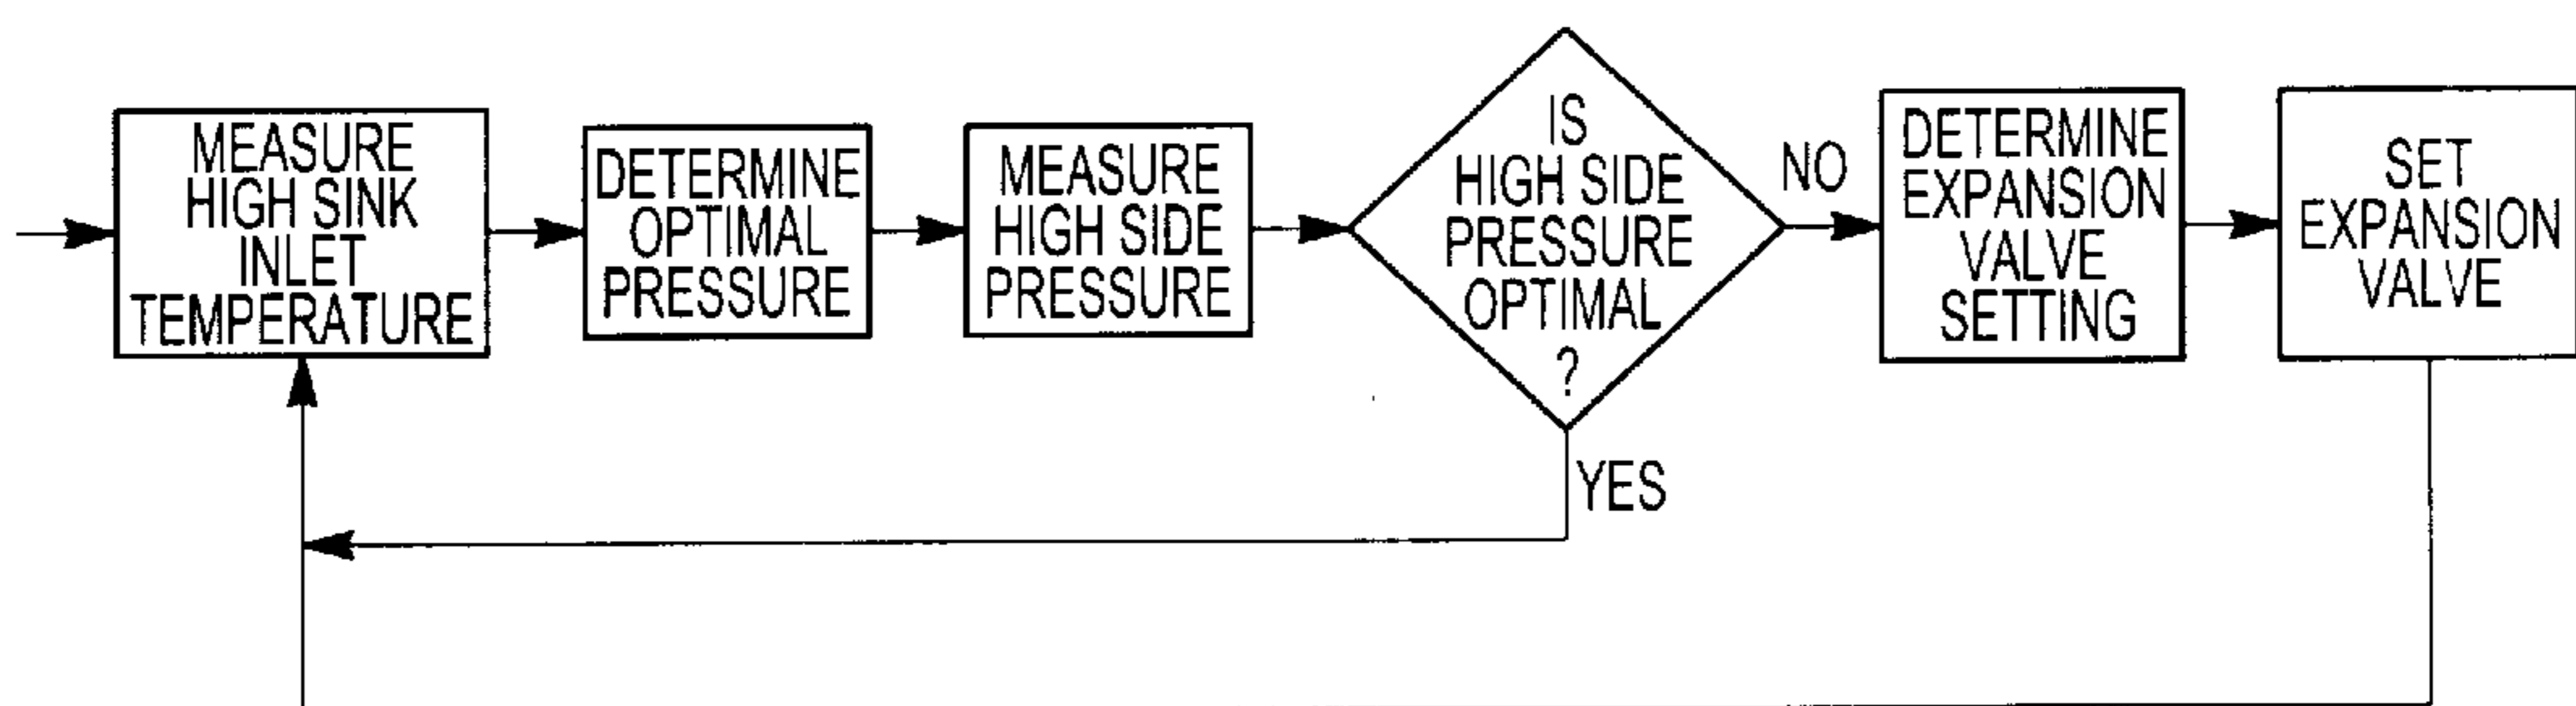 MEASURE
HIGH SINK
INLET
TEMPERATURE
DETERMINE
OPTIMAL
PRESSURE
MEASURE
HIGH SIDE
PRESSURE
IS
HIGH SIDE
PRESSURE
OPTIMAL
?
NO
YES
DETERMINE
EXPANSION
VALVE
SETTING
SET
EXPANSION
VALVE